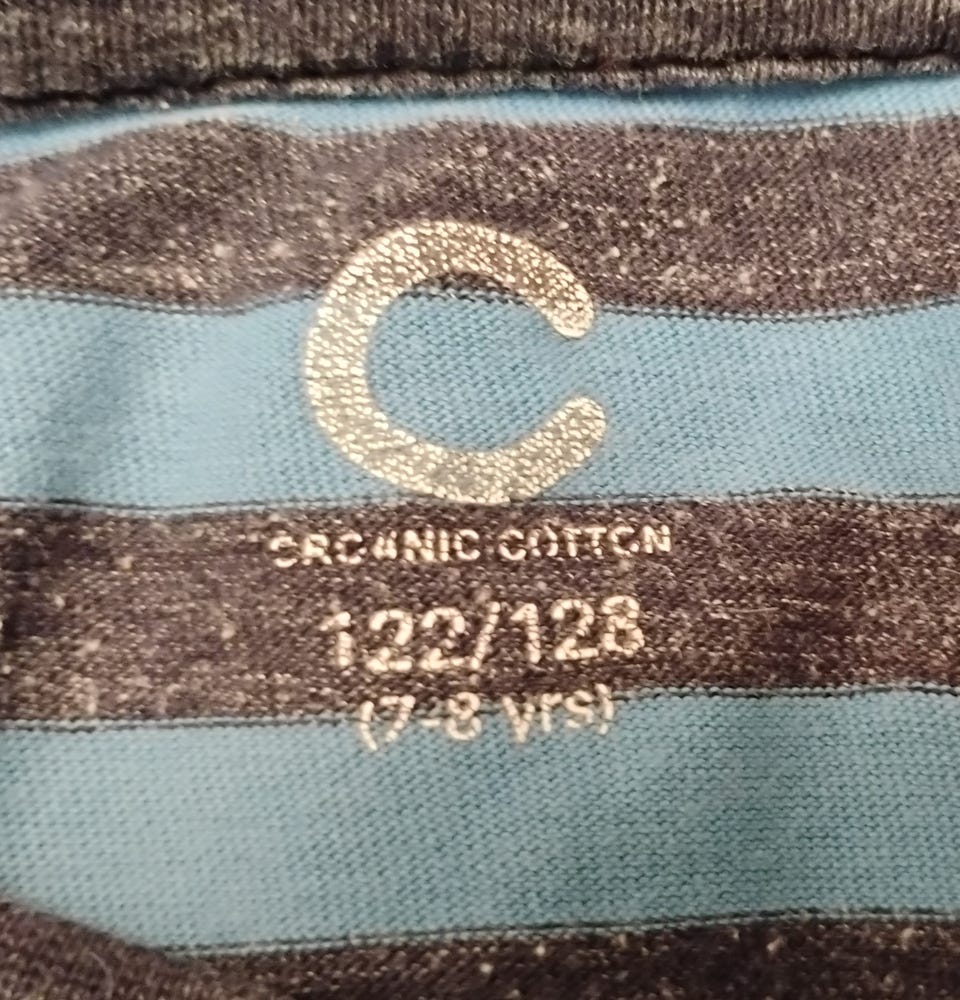 C
ORGANIC COTTON
122/128
(7-8 yrs)